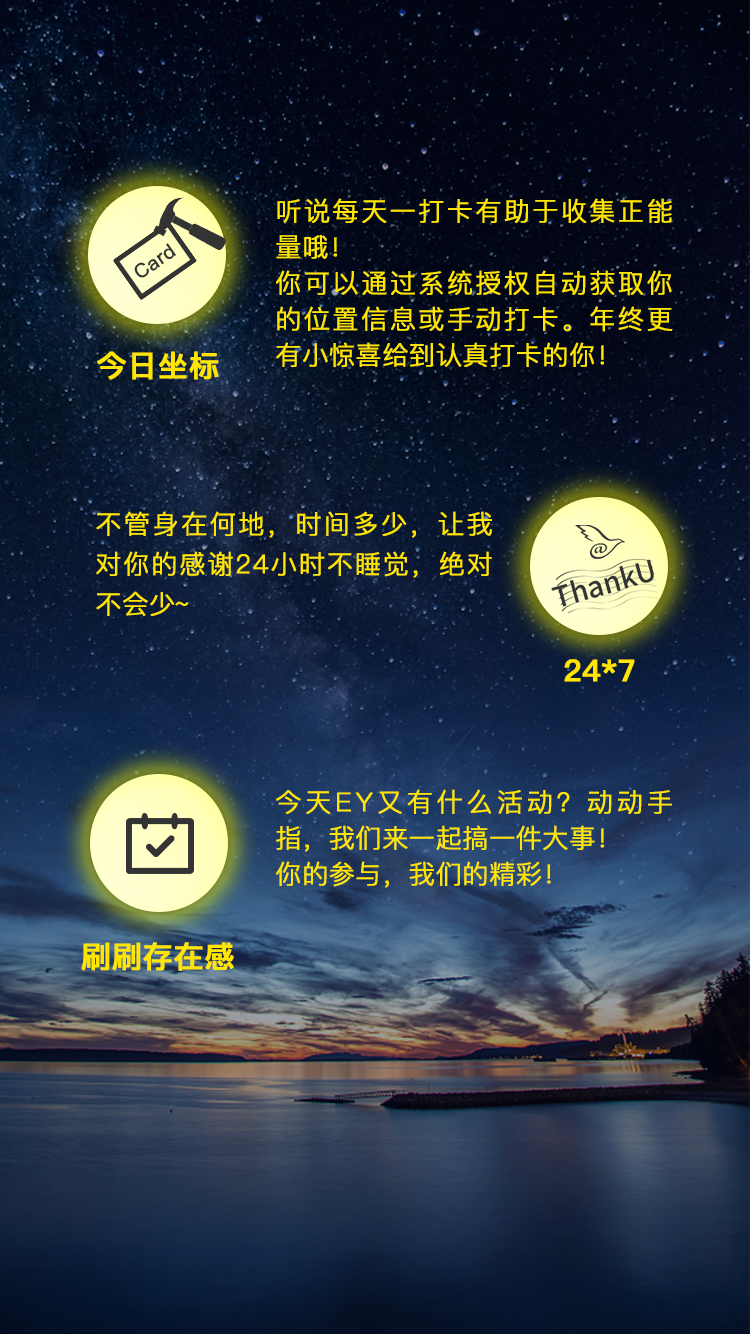 Card
今日坐标
听说每天一打卡有助于收集正能
量哦！
你可以通过系统授权自动获取你
的位置信息或手动打卡。年终更
有小惊喜给到认真打卡的你！
不管身在何地，时间多少，让我
对你的感谢24小时不睡觉，绝对
不会少~
@
ThankU
24*7
刷刷存在感
今天EY又有什么活动？动动手
指，我们来一起搞一件大事！
你的参与，我们的精彩！